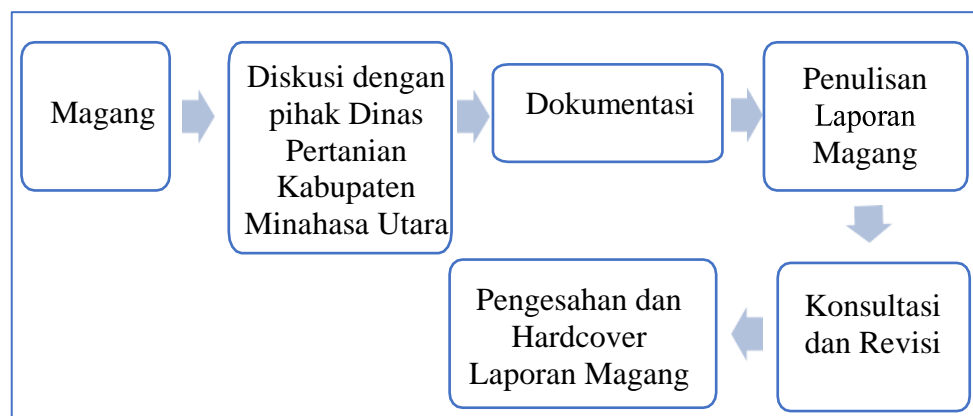 Magang
Diskusi dengan
pihak Dinas
Pertanian
Kabupaten
Minahasa Utara
Dokumentasi
Penulisan
Laporan
Magang
Konsultasi
dan Revisi
Pengesahan dan
Hardcover
Laporan Magang